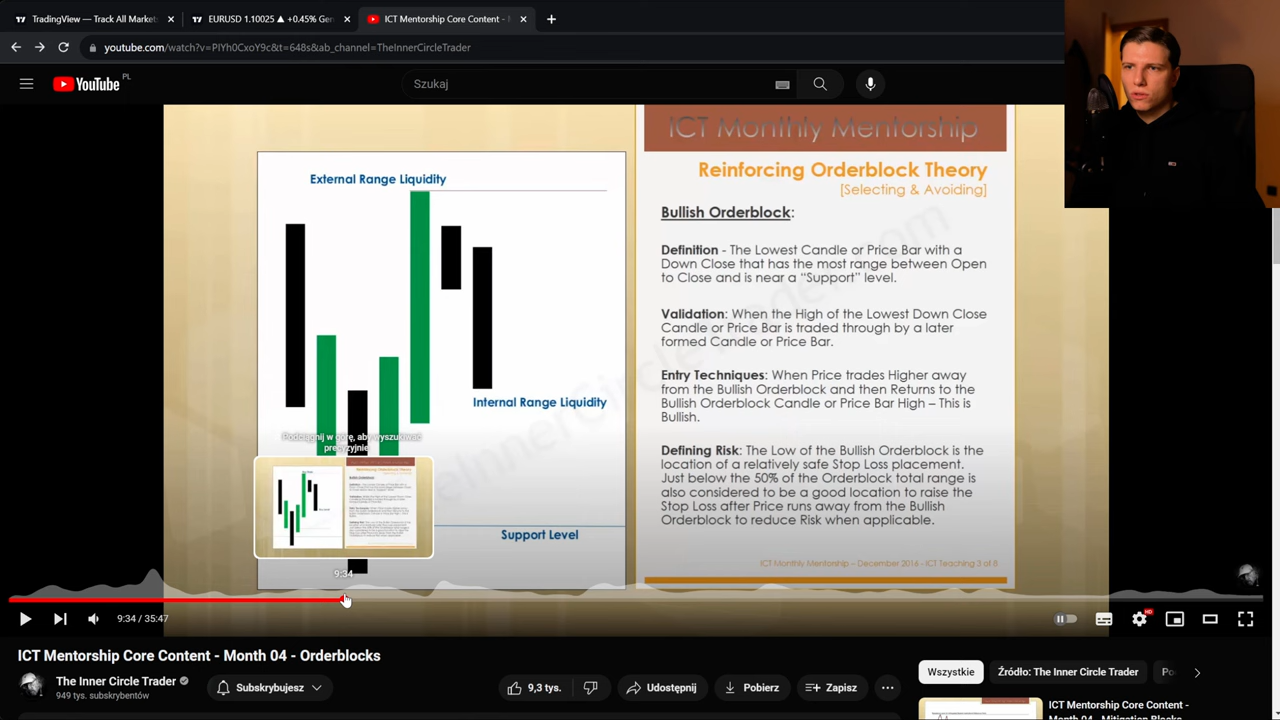 TradingView — Track All Market
EURUSD 1.10025 ▲ +0.45% Gen
ICT Mentorship Core Content - M
youtube.com/watch?v=PlYh0CxoY9c&t=648s&ab_channel=TheInnerCircleTrader
YouTube PL
Szukaj
ICT Monthly Mentorship
Reinforcing Orderblock Theory
[Selecting & Avoiding]
External Range Liquidity
Bullish Orderblock:
Definition - The Lowest Candle or Price Bar with a
Down Close that has the most range between Open
to Close and is near a “Support” level.
Validation: When the High of the Lowest Down Close
Candle or Price Bar is traded through by a later
formed Candle or Price Bar.
Entry Techniques: When Price trades Higher away
from the Bullish Orderblock and then Returns to the
Bullish Orderblock Candle or Price Bar High – This is
Bullish.
Internal Range Liquidity
Defining Risk: The Low of the Bullish Orderblock is the
location of a relatively safe Stop Loss placement.
Just below the 50% of the Orderblock total range is
also considered to be a good location to raise the
Stop Loss after Price runs away from the Bullish
Orderblock to reduce Risk when applicable.
Podciągnij w górę, aby wyszukiwać
precyzyjnie
Support Level
ICT Monthly Mentorship – December 2016 - ICT Teaching 3 of 8
9:34
9:34 / 35:47
HD
ICT Mentorship Core Content - Month 04 - Orderblocks
The Inner Circle Trader
949 tys. subskrybentów
Subskrybujesz
9,3 tys.
Udostępnij
Pobierz
Zapisz
Wszystkie
Źródło: The Inner Circle Trader
ICT Mentorship Core Content -
Month 04 - Mitigation Blocks